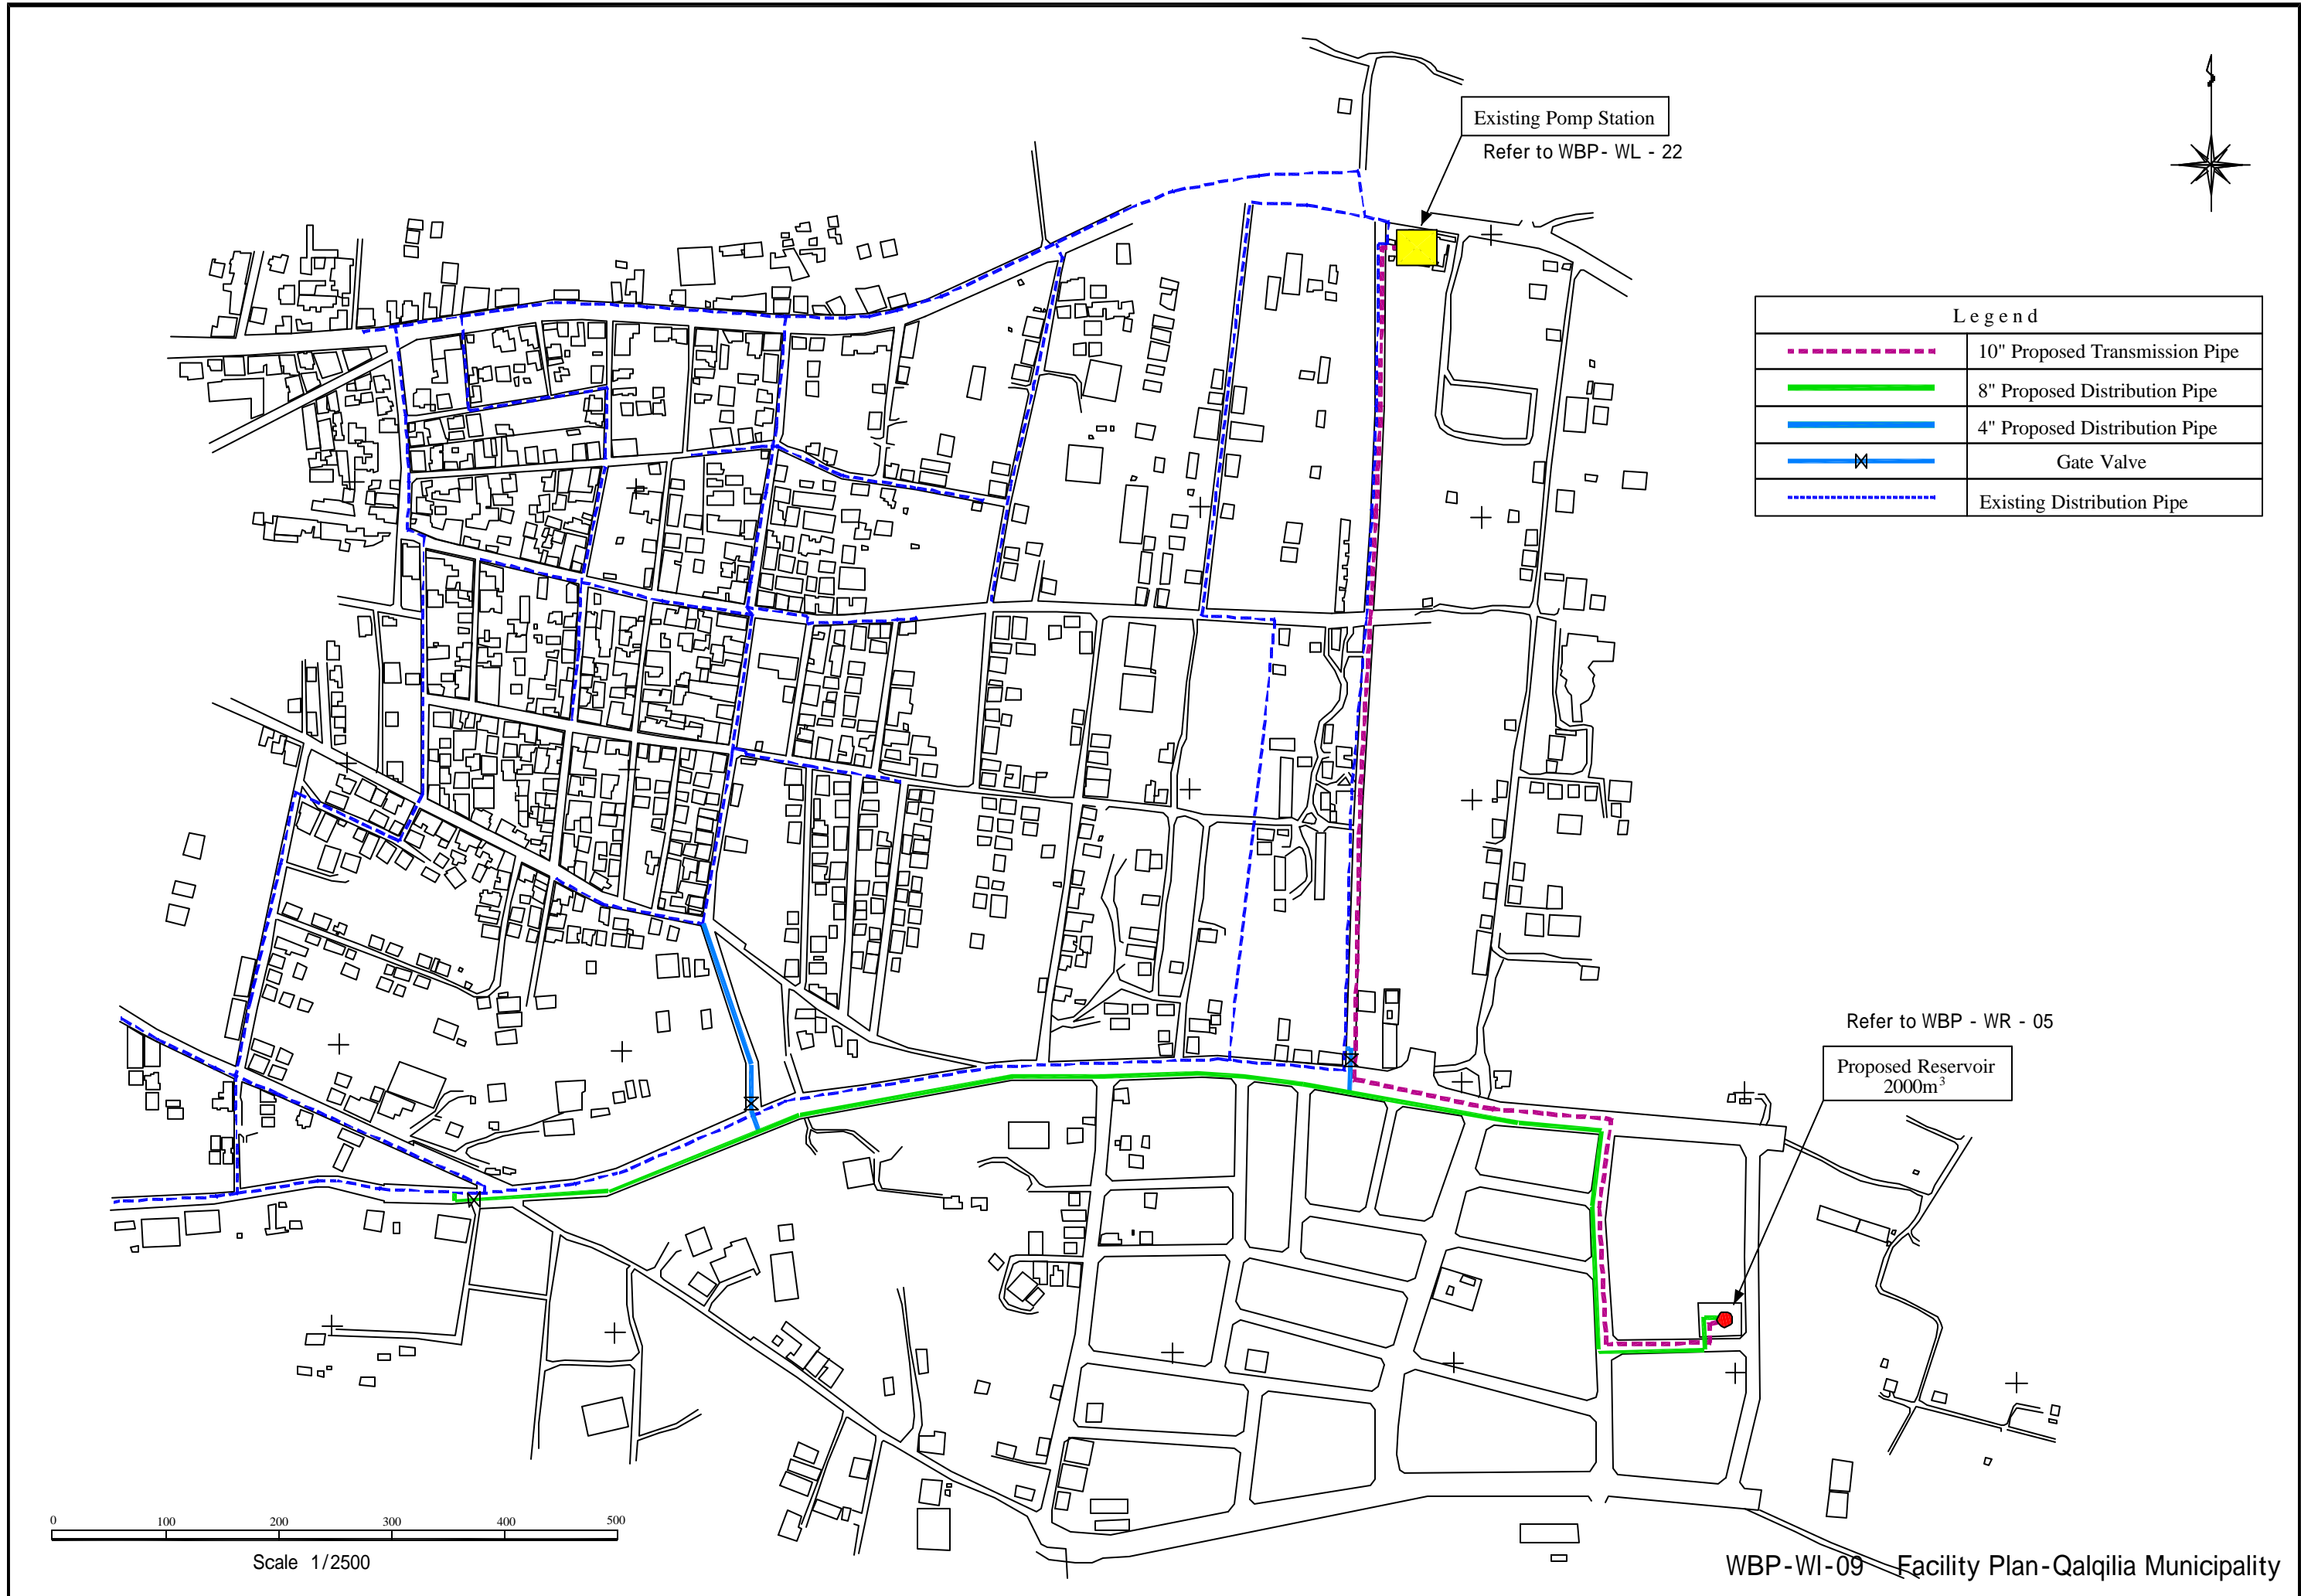 Existing Pomp Station
Refer to WBP- WL - 22
Legend
10" Proposed Transmission Pipe
8" Proposed Distribution Pipe
4" Proposed Distribution Pipe
Gate Valve
Existing Distribution Pipe
Refer to WBP - WR - 05
Proposed Reservoir
2000m³
0 100 200 300 400 500
Scale 1/2500
WBP-WI-09 Facility Plan-Qalqilia Municipality